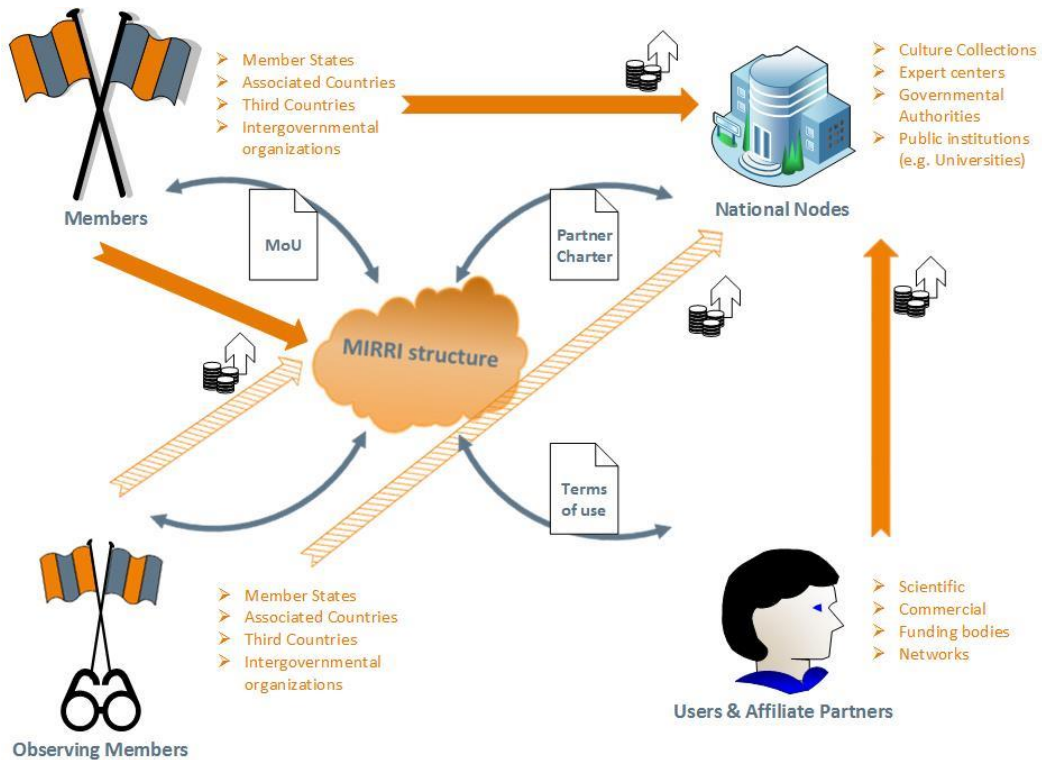 Member States
Associated Countries
Third Countries
Intergovernmental
organizations
Members
Culture Collections
Expert centers
Governmental
Authorities
Public institutions
(e.g. Universities)
National Nodes
MoU
Partner
Charter
MIRRI structure
Terms
of use
Member States
Associated Countries
Third Countries
Intergovernmental
organizations
Observing Members
Scientific
Commercial
Funding bodies
Networks
Users & Affiliate Partners